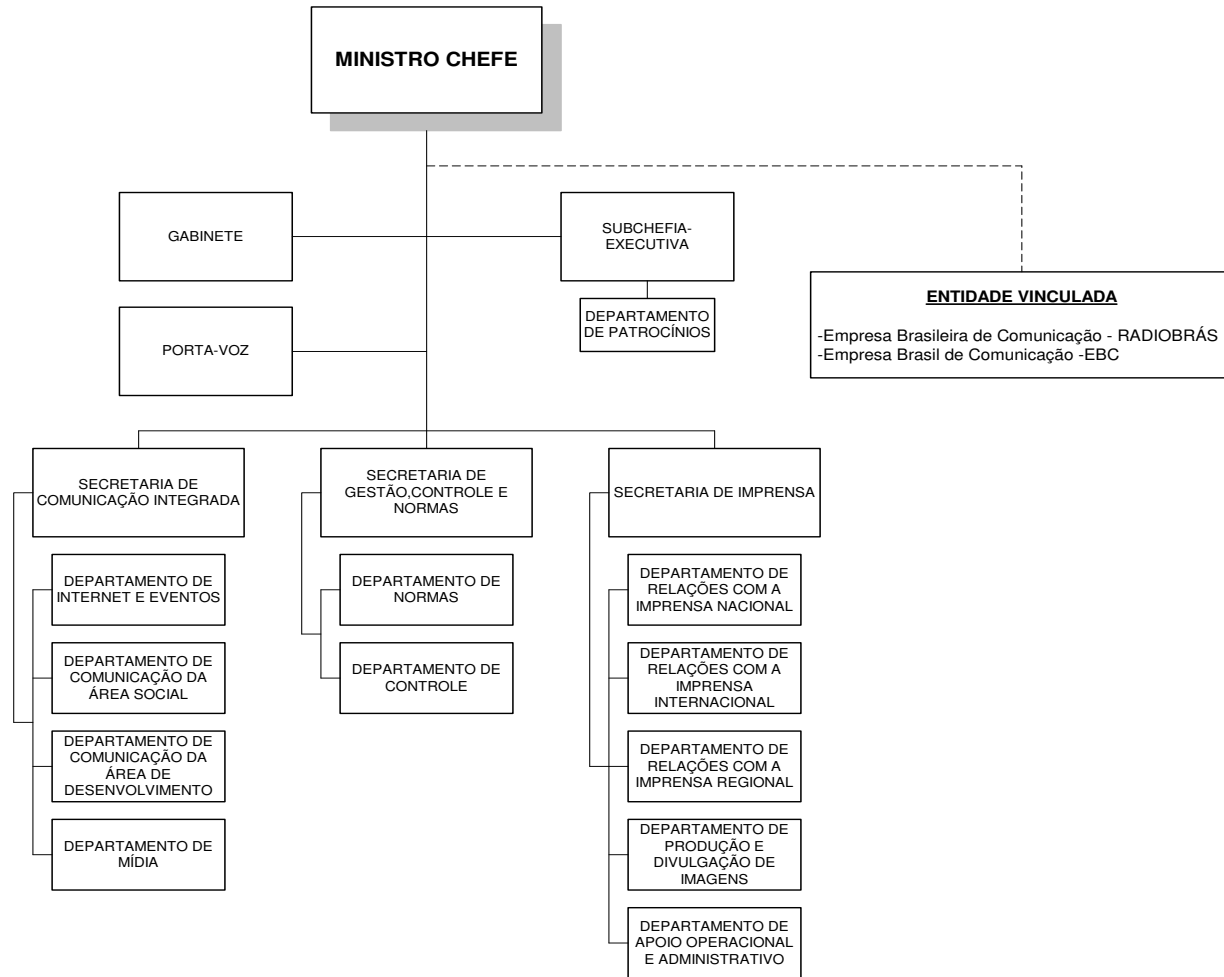 MINISTRO CHEFE
GABINETE
SUBCHEFIA-
EXECUTIVA
DEPARTAMENTO
DE PATROCÍNIOS
PORTA-VOZ
ENTIDADE VINCULADA
-Empresa Brasileira de Comunicação - RADIOBRÁS
-Empresa Brasil de Comunicação -EBC
SECRETARIA DE
COMUNICAÇÃO INTEGRADA
DEPARTAMENTO DE
INTERNET E EVENTOS
DEPARTAMENTO DE
COMUNICAÇÃO DA
ÁREA SOCIAL
DEPARTAMENTO DE
COMUNICAÇÃO DA
ÁREA DE
DESENVOLVIMENTO
DEPARTAMENTO DE
MÍDIA
SECRETARIA DE
GESTÃO,CONTROLE E
NORMAS
DEPARTAMENTO DE
NORMAS
DEPARTAMENTO DE
CONTROLE
SECRETARIA DE IMPRENSA
DEPARTAMENTO DE
RELAÇÕES COM A
IMPRENSA NACIONAL
DEPARTAMENTO DE
RELAÇÕES COM A
IMPRENSA
INTERNACIONAL
DEPARTAMENTO DE
RELAÇÕES COM A
IMPRENSA REGIONAL
DEPARTAMENTO DE
PRODUÇÃO E
DIVULGAÇÃO DE
IMAGENS
DEPARTAMENTO DE
APOIO OPERACIONAL
E ADMINISTRATIVO